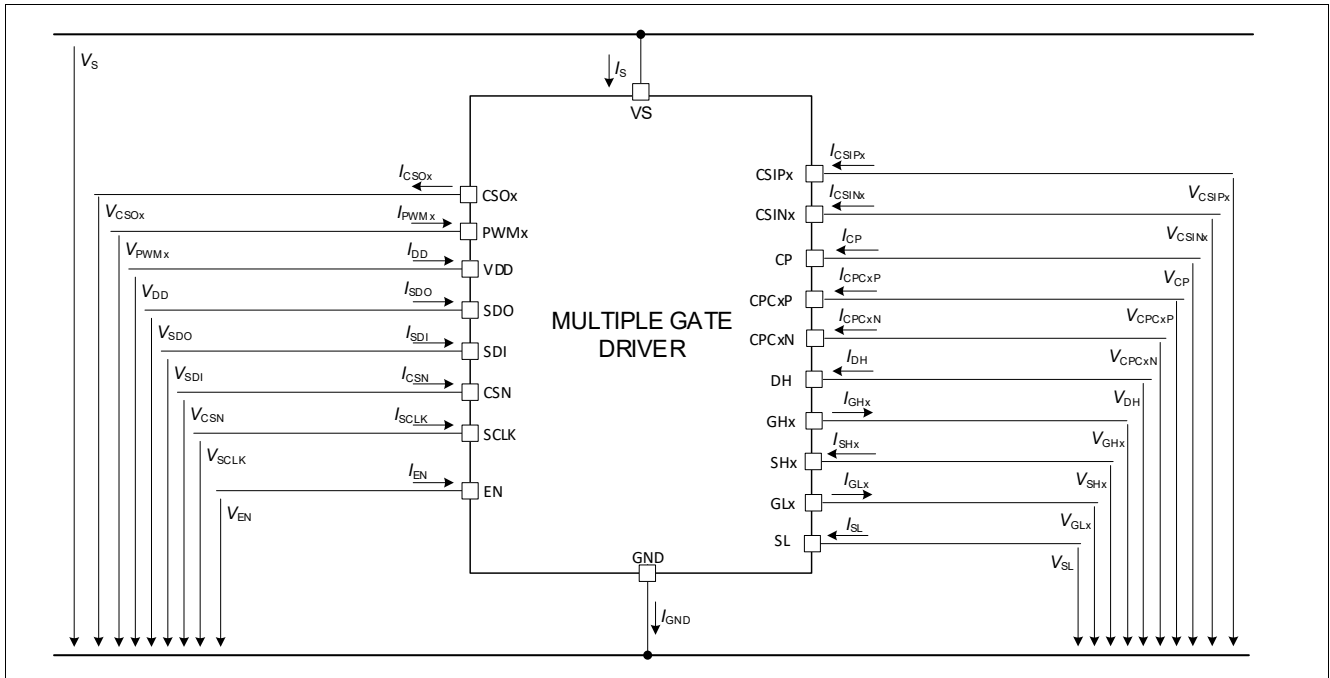 VS
IS
VS
ICSOx
CSOx
VCSOx
IPWMx
PWMx
VPWMx
IDD
VDD
VDD
ISDO
SDO
VSDO
ISDI
SDI
VSDI
ICSN
CSN
VCSN
ISCLK
SCLK
VSCLK
IEN
EN
VEN
MULTIPLE GATE
DRIVER
ICSIPx
CSIPx
VCSIPx
ICSINx
CSINx
VCSINx
ICP
CP
VCP
ICPCxP
CPCxP
VCPCxP
ICPCxN
CPCxN
VCPCxN
IDH
DH
VDH
IGHx
GHx
VGHx
ISHx
SHx
VSHx
IGLx
GLx
VGLx
ISL
SL
VSL
GND
IGND